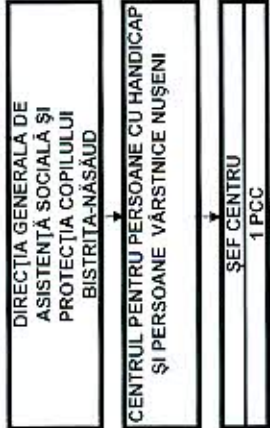 DIRECȚIA GENERALĂ DE
ASISTENȚĂ SOCIALĂ ȘI
PROTECȚIA COPILULUI
BISTRIȚA-NĂSĂUD
CENTRUL PENTRU PERSOANE CU HANDICAP
ȘI PERSOANE VÂRSTNICE NUȘENI
ȘEF CENTRU
1 PCC